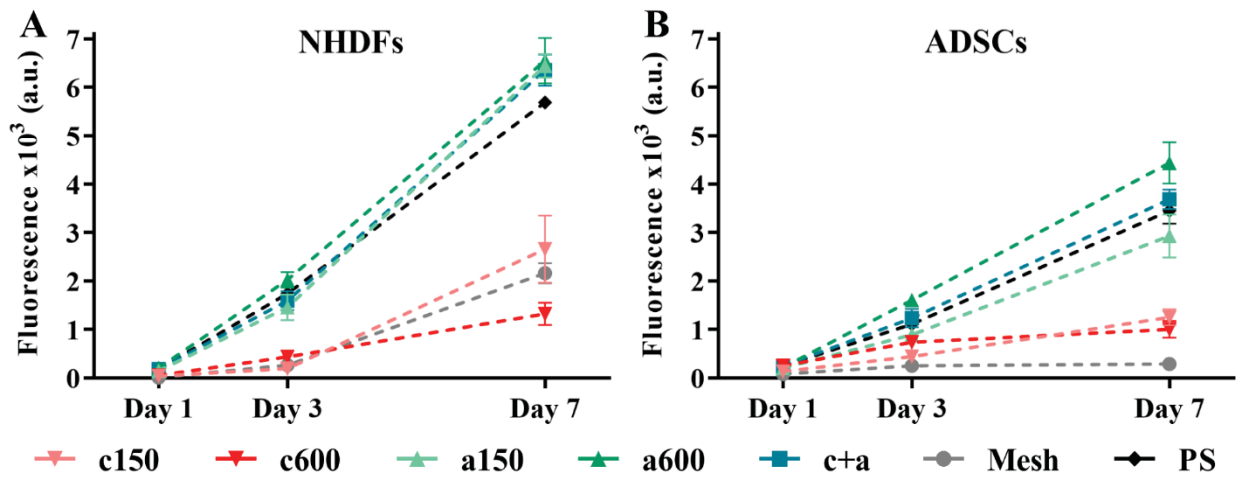 A
NHDFs
Fluorescence x10³ (a.u.)
7
6
5
4
3
2
1
0
Day 1 Day 3 Day 7
B
ADSCs
Fluorescence x10³ (a.u.)
7
6
5
4
3
2
1
0
Day 1 Day 3 Day 7
c150 c600 a150 a600 c+a Mesh PS